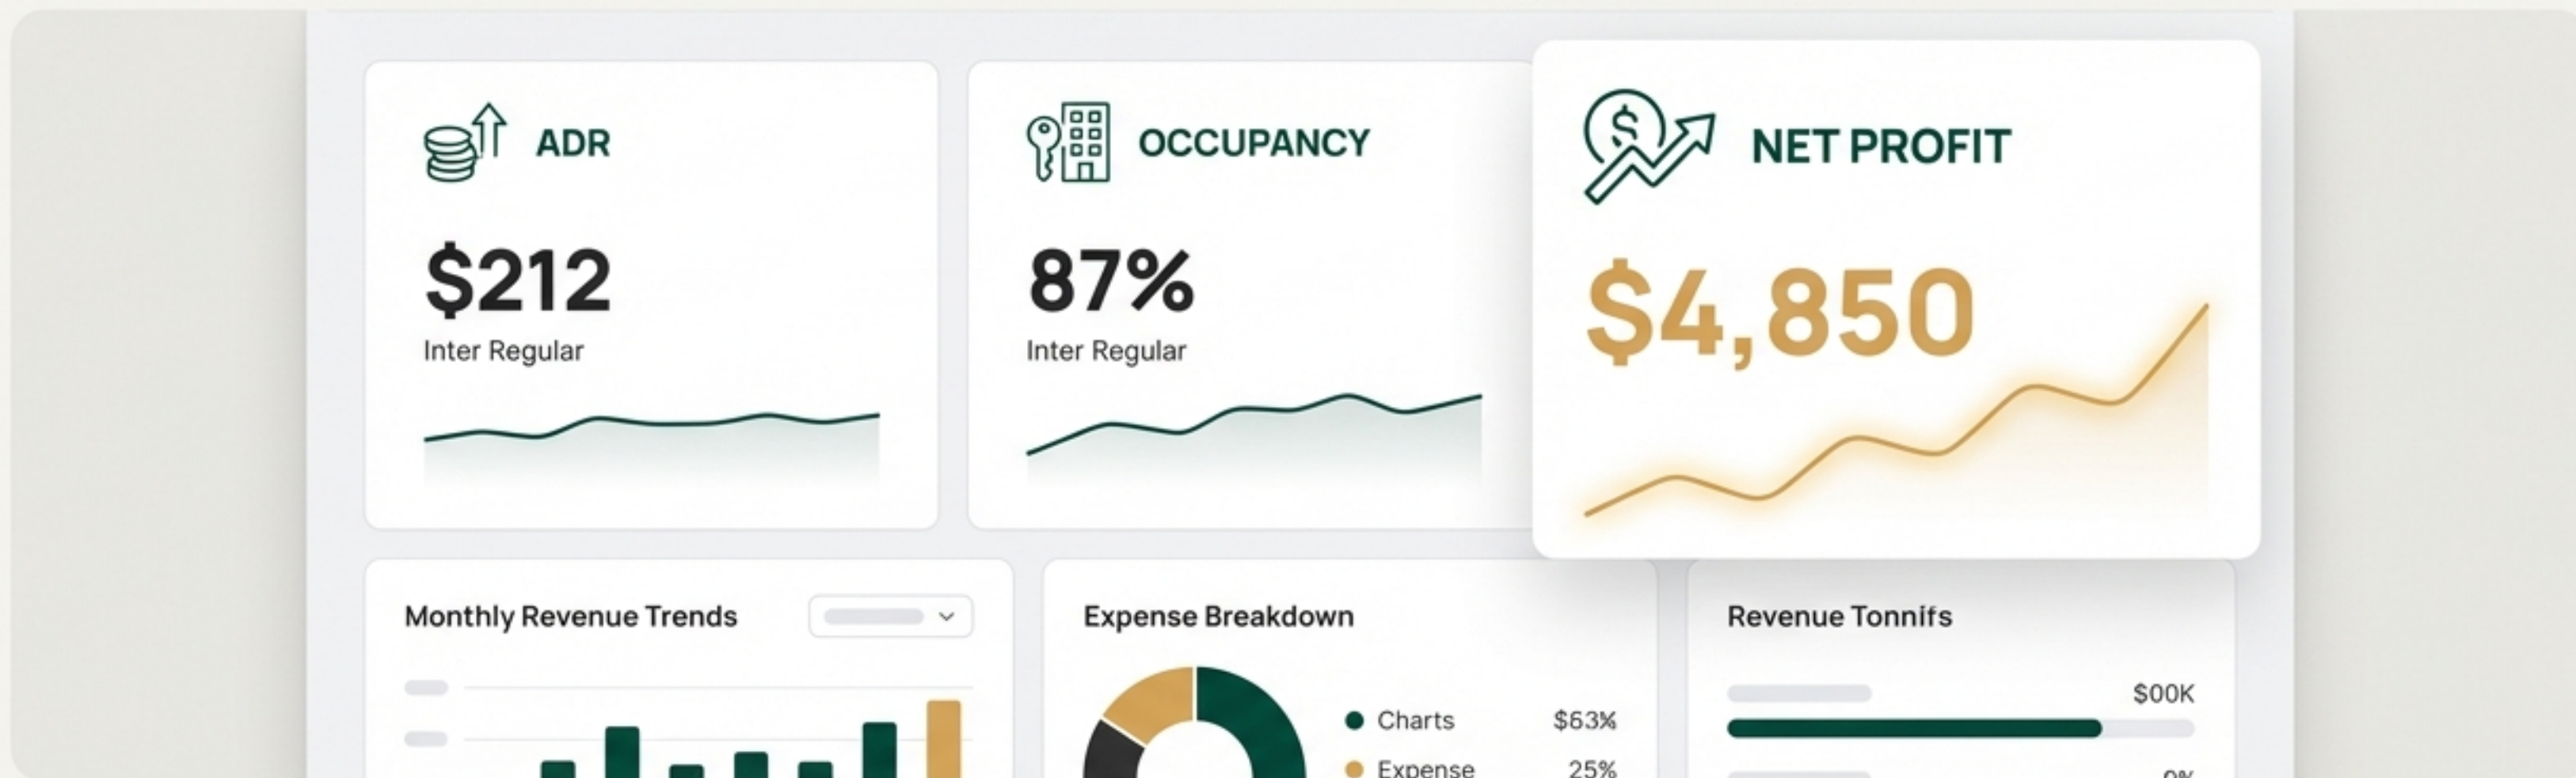 ADR
$212
Inter Regular
OCCUPANCY
87%
Inter Regular
NET PROFIT
$4,850
Monthly Revenue Trends
Expense Breakdown
Charts $63%
Expense 25%
Revenue Tonnifs
$00K
0%